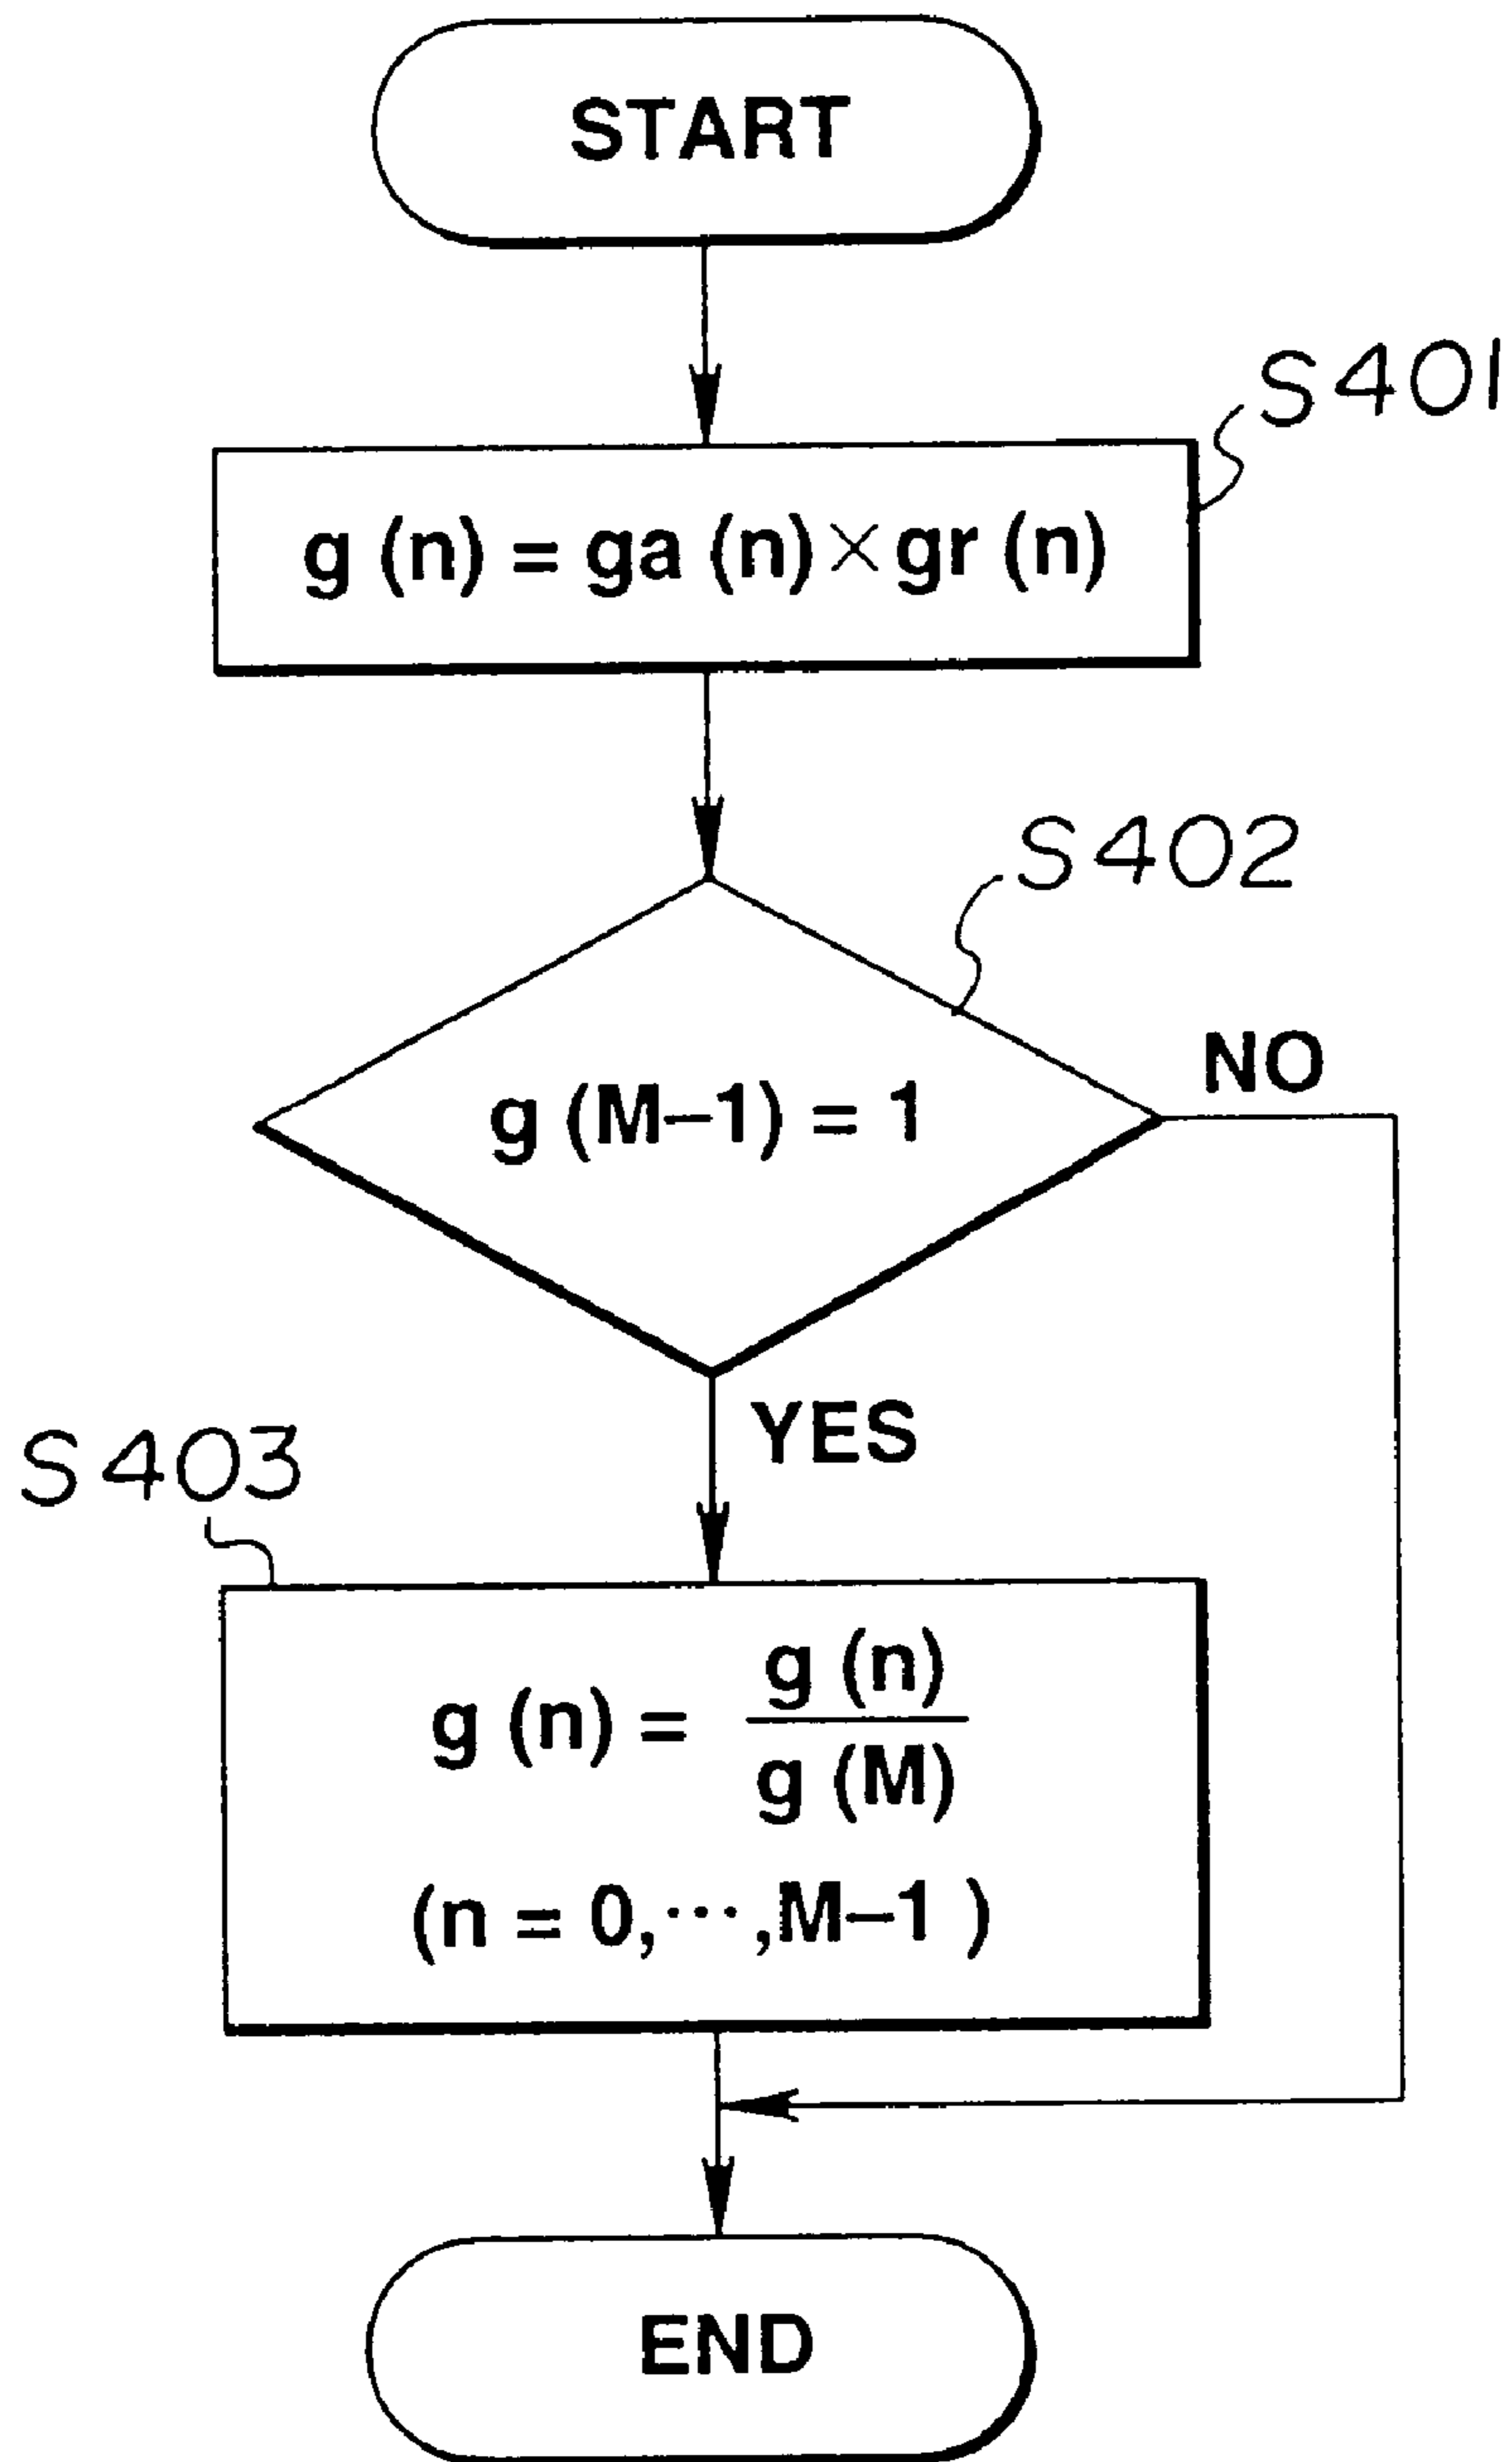 START
S401
g (n) = ga (n) × gr (n)
S402
NO
g (M–1) = 1
YES
S403
g (n) = g (n) / g (M)
(n = 0, ··· , M–1 )
END